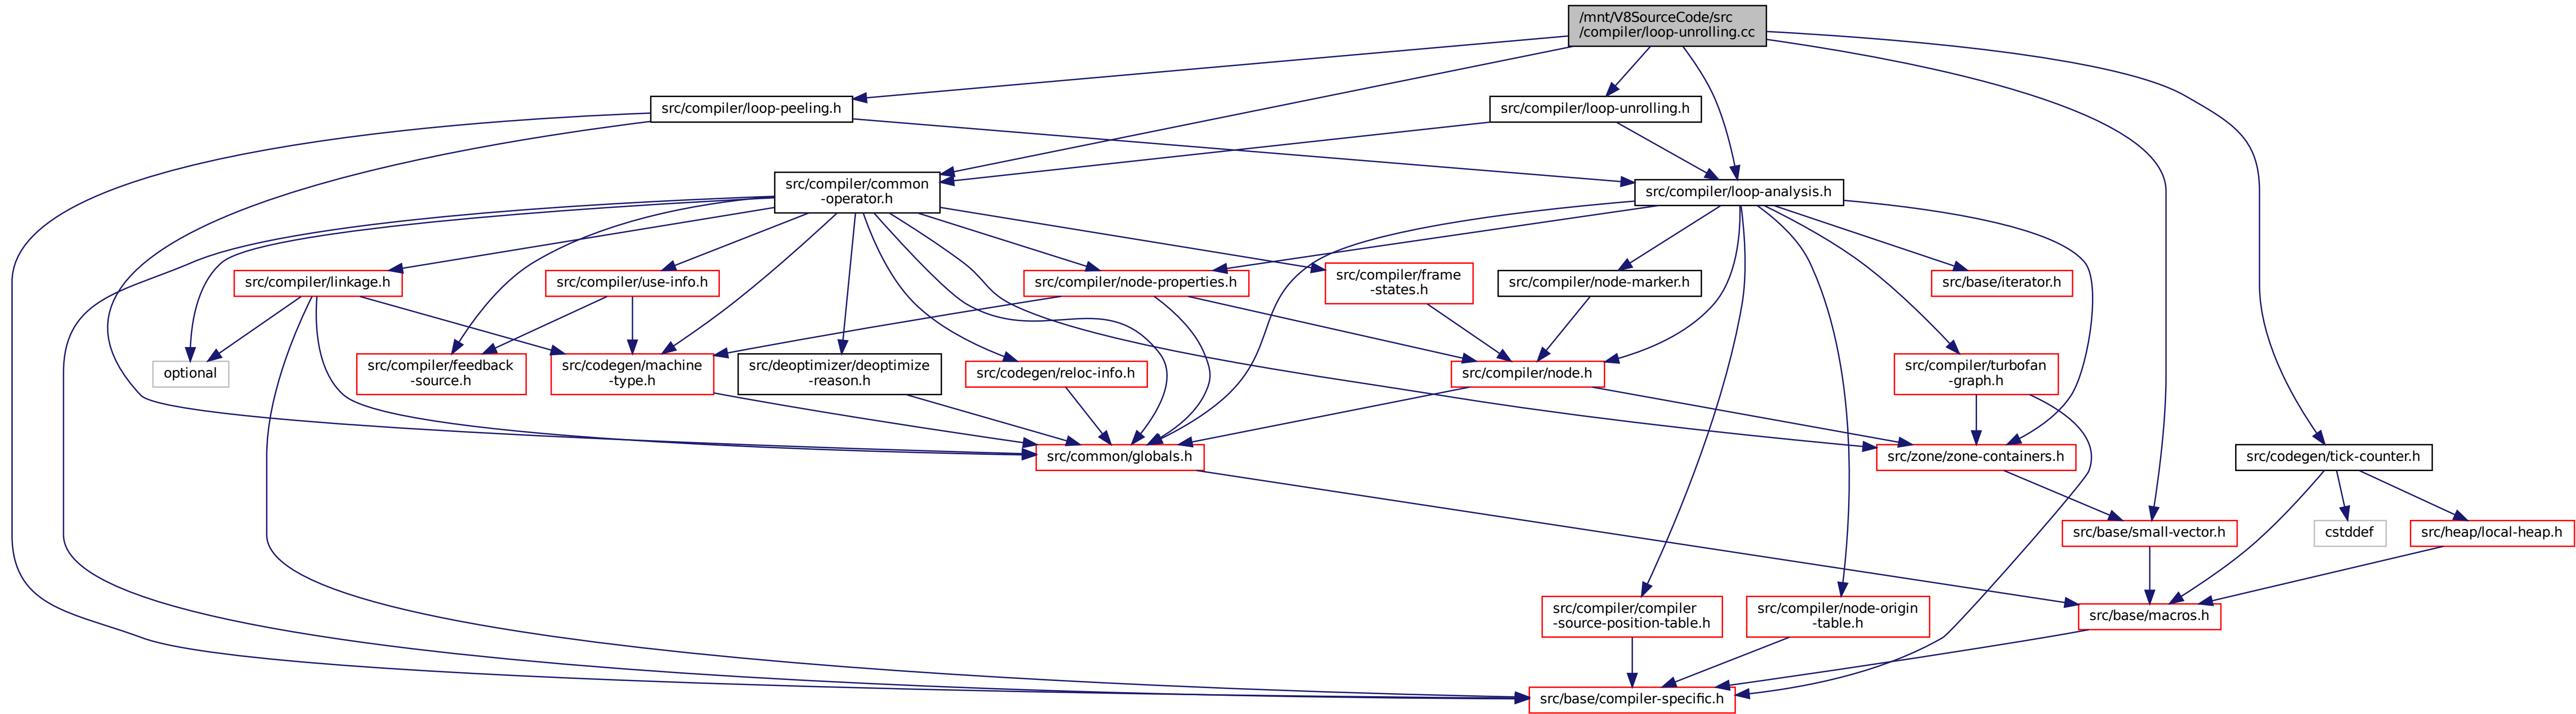 /mnt/V8SourceCode/src
/compiler/loop-unrolling.cc
src/compiler/loop-peeling.h
src/compiler/loop-unrolling.h
src/compiler/common
-operator.h
src/compiler/loop-analysis.h
src/compiler/linkage.h
src/compiler/use-info.h
src/compiler/node-properties.h
src/compiler/frame
-states.h
src/compiler/node-marker.h
src/base/iterator.h
optional
src/compiler/feedback
-source.h
src/codegen/machine
-type.h
src/deoptimizer/deoptimize
-reason.h
src/codegen/reloc-info.h
src/compiler/node.h
src/compiler/turbofan
-graph.h
src/common/globals.h
src/zone/zone-containers.h
src/codegen/tick-counter.h
src/base/small-vector.h
cstddef
src/heap/local-heap.h
src/compiler/compiler
-source-position-table.h
src/compiler/node-origin
-table.h
src/base/macros.h
src/base/compiler-specific.h